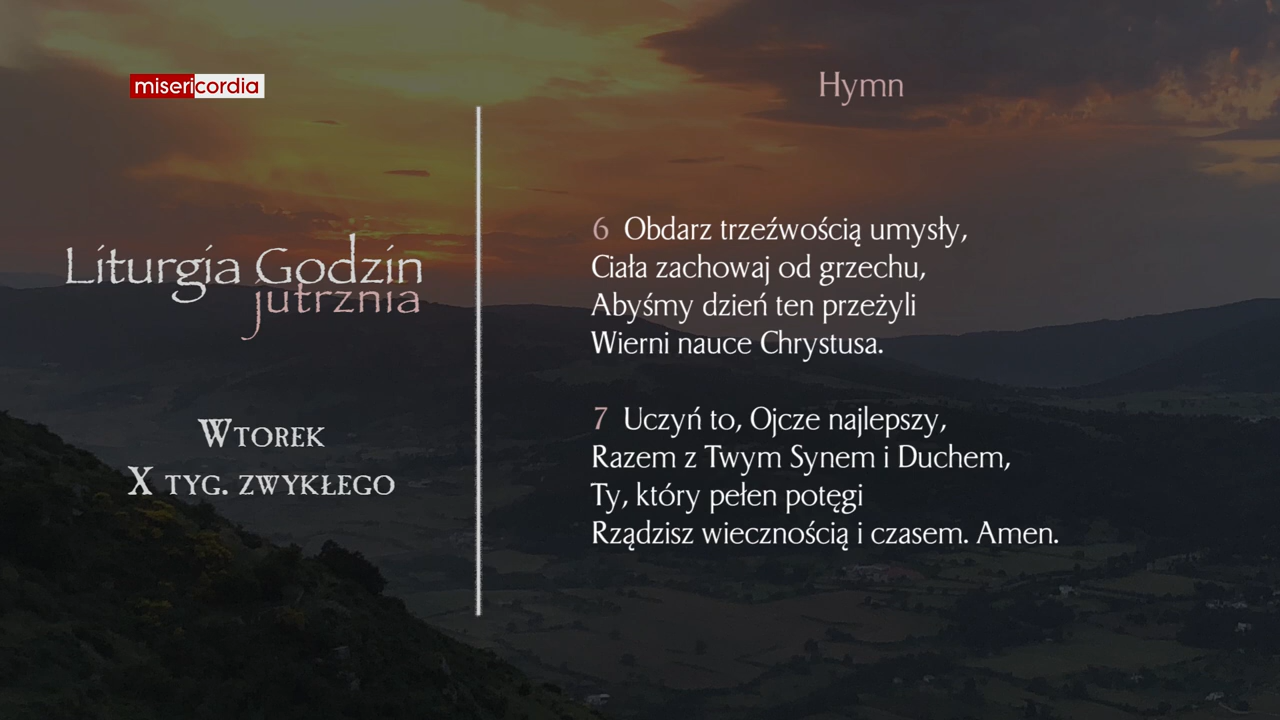 misericordia
Liturgia Godzin
jutrznia
Wtorek
X tyg. zwykłego
Hymn
6 Obdarz trzeźwością umysły,
Ciała zachowaj od grzechu,
Abyśmy dzień ten przeżyli
Wierni nauce Chrystusa.
7 Uczyń to, Ojcze najlepszy,
Razem z Twym Synem i Duchem,
Ty, który pełen potęgi
Rządzisz wiecznością i czasem. Amen.